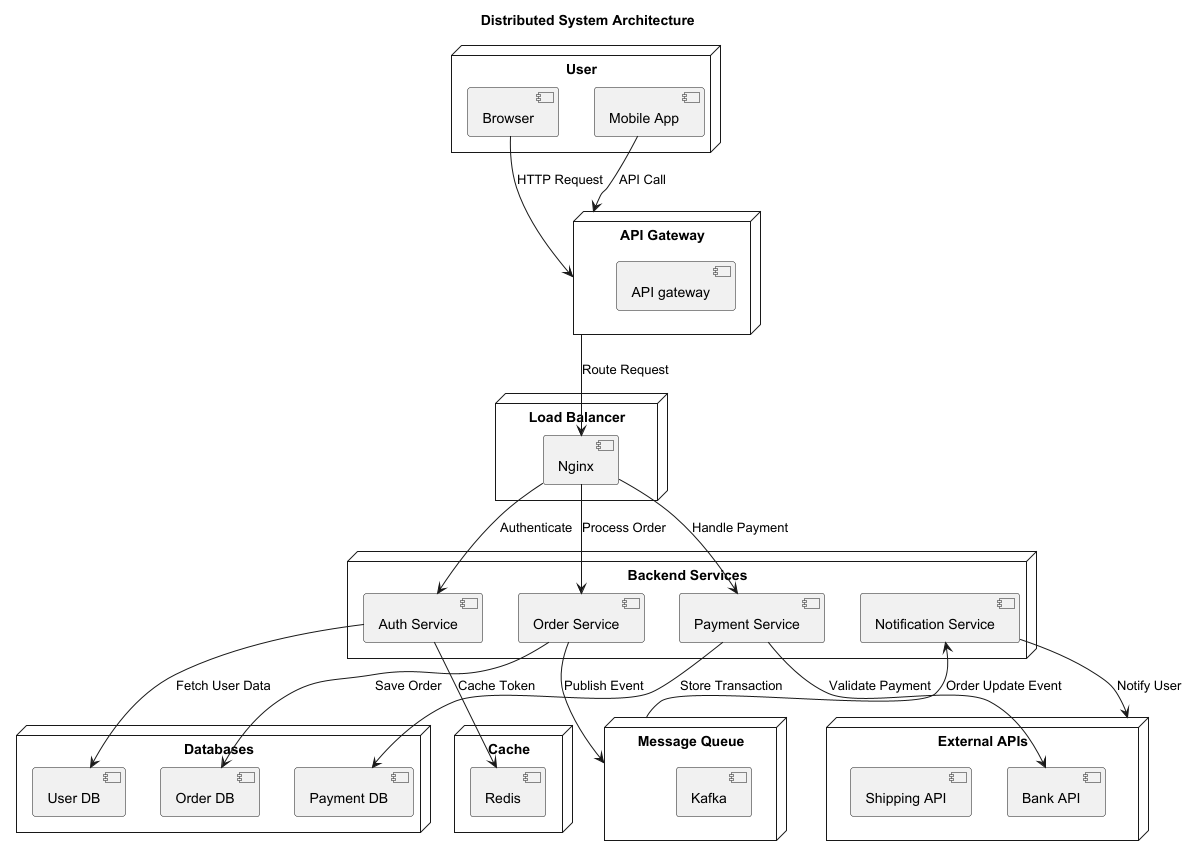 Distributed System Architecture
User
Browser
Mobile App
HTTP Request
API Call
API Gateway
API gateway
Route Request
Load Balancer
Nginx
Authenticate
Process Order
Handle Payment
Backend Services
Auth Service
Order Service
Payment Service
Notification Service
Fetch User Data
Save Order
Cache Token
Publish Event
Store Transaction
Validate Payment
Order Update Event
Notify User
Databases
User DB
Order DB
Payment DB
Cache
Redis
Message Queue
Kafka
External APIs
Shipping API
Bank API